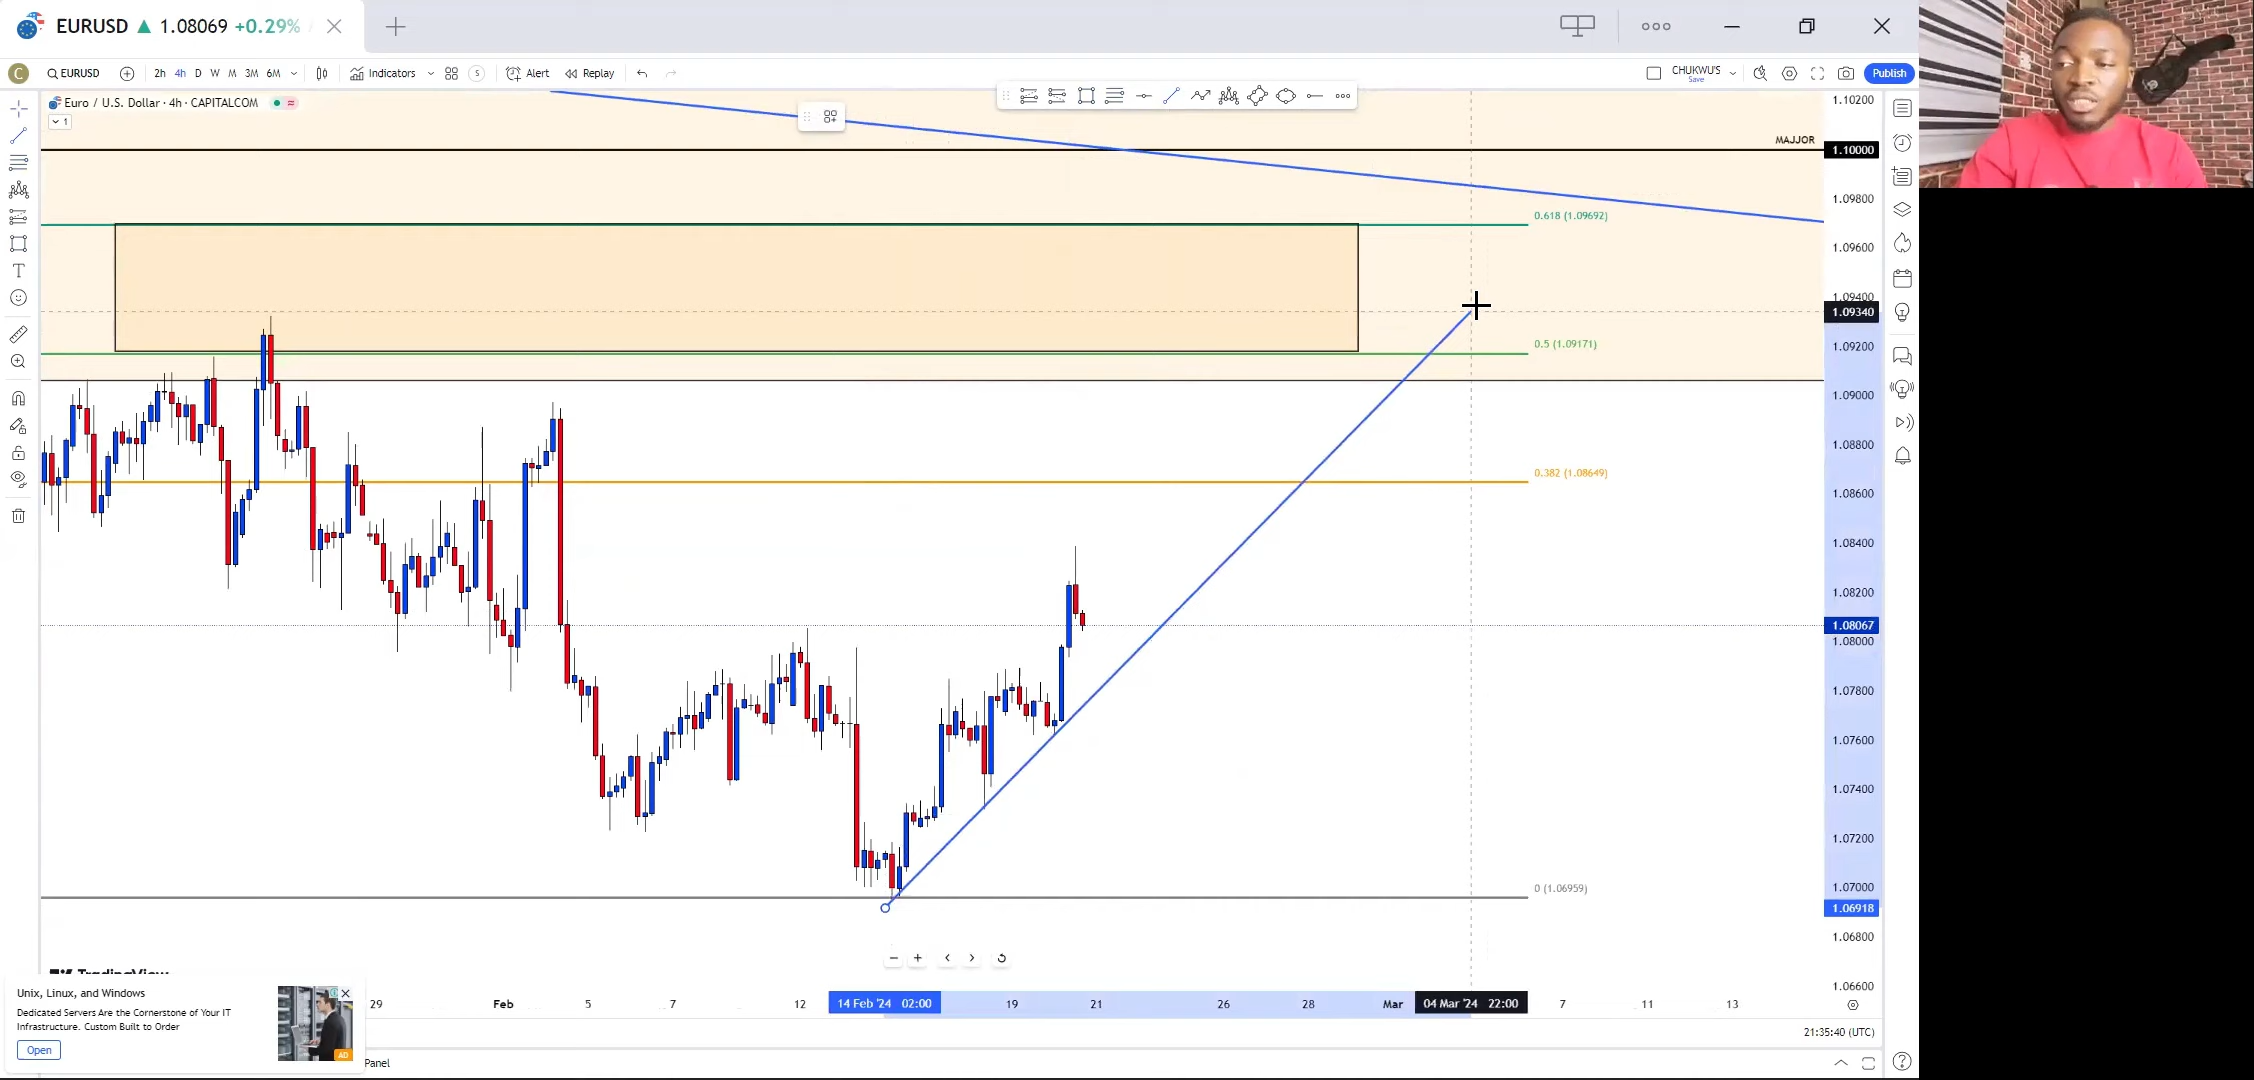 EURUSD ▲ 1.08069 +0.29%
C EURUSD 2h 4h D W M 3M 6M Indicators S Alert Replay CHUKWU'S Save Publish
Euro / U.S. Dollar · 4h · CAPITALCOM
1
1.10200
MAJJOR 1.10000
1.09800
0.618 (1.09692)
1.09600
1.09400
1.09340
0.5 (1.09171) 1.09200
1.09000
0.382 (1.08649)
1.08800
1.08600
1.08400
1.08200
1.08067
1.08000
1.07800
1.07600
1.07400
1.07200
0 (1.06959) 1.07000
1.06918
1.06800
1.06600
TradingView
29 Feb 5 7 12 14 Feb '24 02:00 19 21 26 28 Mar 04 Mar '24 22:00 7 11 13
21:35:40 (UTC)
Unix, Linux, and Windows
Dedicated Servers Are the Cornerstone of Your IT
Infrastructure. Custom Built to Order
Open
AD
Panel